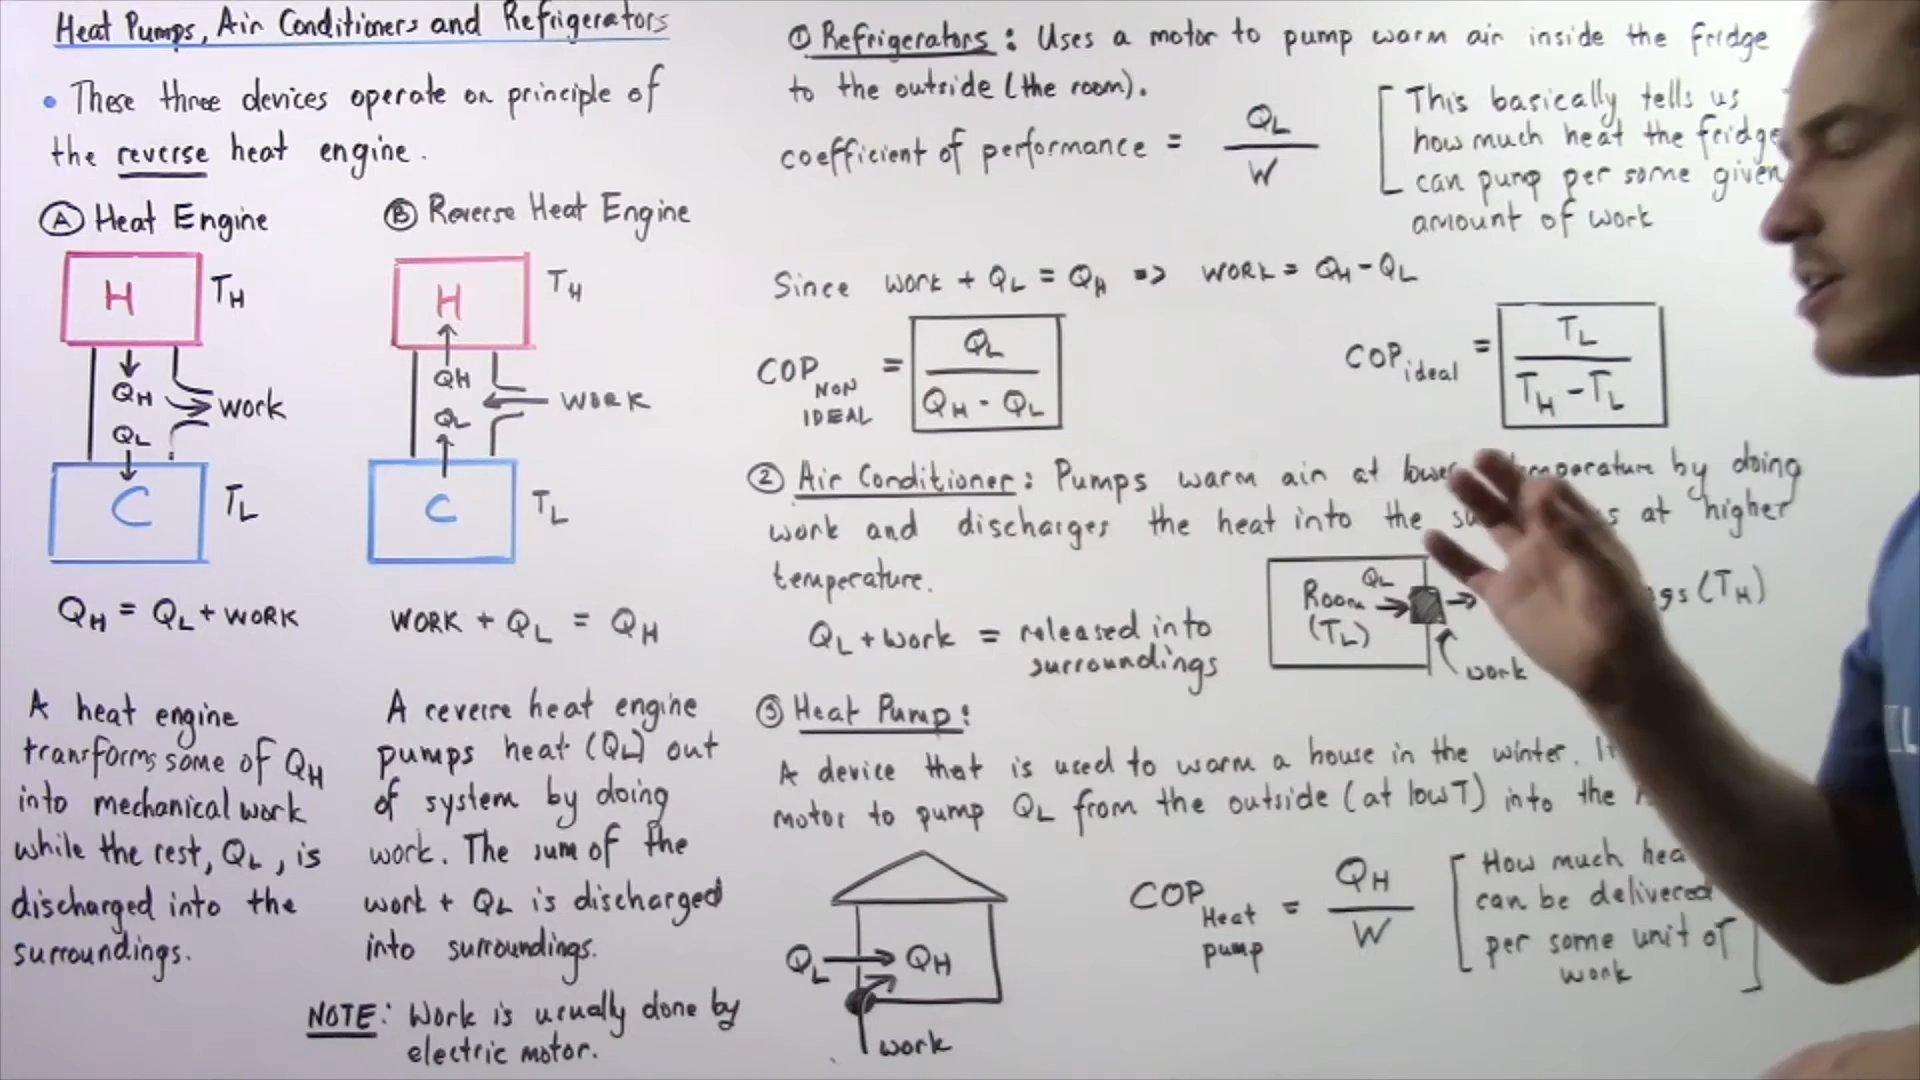 Heat Pumps, Air Conditioners and Refrigerators
• These three devices operate on principle of
the reverse heat engine.
Ⓐ Heat Engine
H
TH
QH
work
QL
C
TL
QH = QL + WORK
A heat engine
transforms some of QH
into mechanical work
while the rest, QL, is
discharged into the
surroundings.
Ⓑ Reverse Heat Engine
H
TH
QH
WORK
QL
C
TL
WORK + QL = QH
A reverse heat engine
pumps heat (QL) out
of system by doing
work. The sum of the
work + QL is discharged
into surroundings.
NOTE: Work is usually done by
electric motor.
① Refrigerators: Uses a motor to pump warm air inside the fridge
to the outside (the room).
coefficient of performance = QL / W
[This basically tells us
how much heat the fridge
can pump per some given
amount of work
Since work + QL = QH => WORK = QH - QL
COP NON IDEAL = QL / QH - QL
COP ideal = TL / TH - TL
② Air Conditioner: Pumps warm air at lower temperature by doing
work and discharges the heat into the at higher
temperature.
QL + work = released into
surroundings
Room (TL)
QL
(TH)
work
③ Heat Pump:
A device that is used to warm a house in the winter.
motor to pump QL from the outside (at low T) into the
QL
QH
work
COP Heat pump = QH / W
[How much
can be delivered
per some unit of
work]